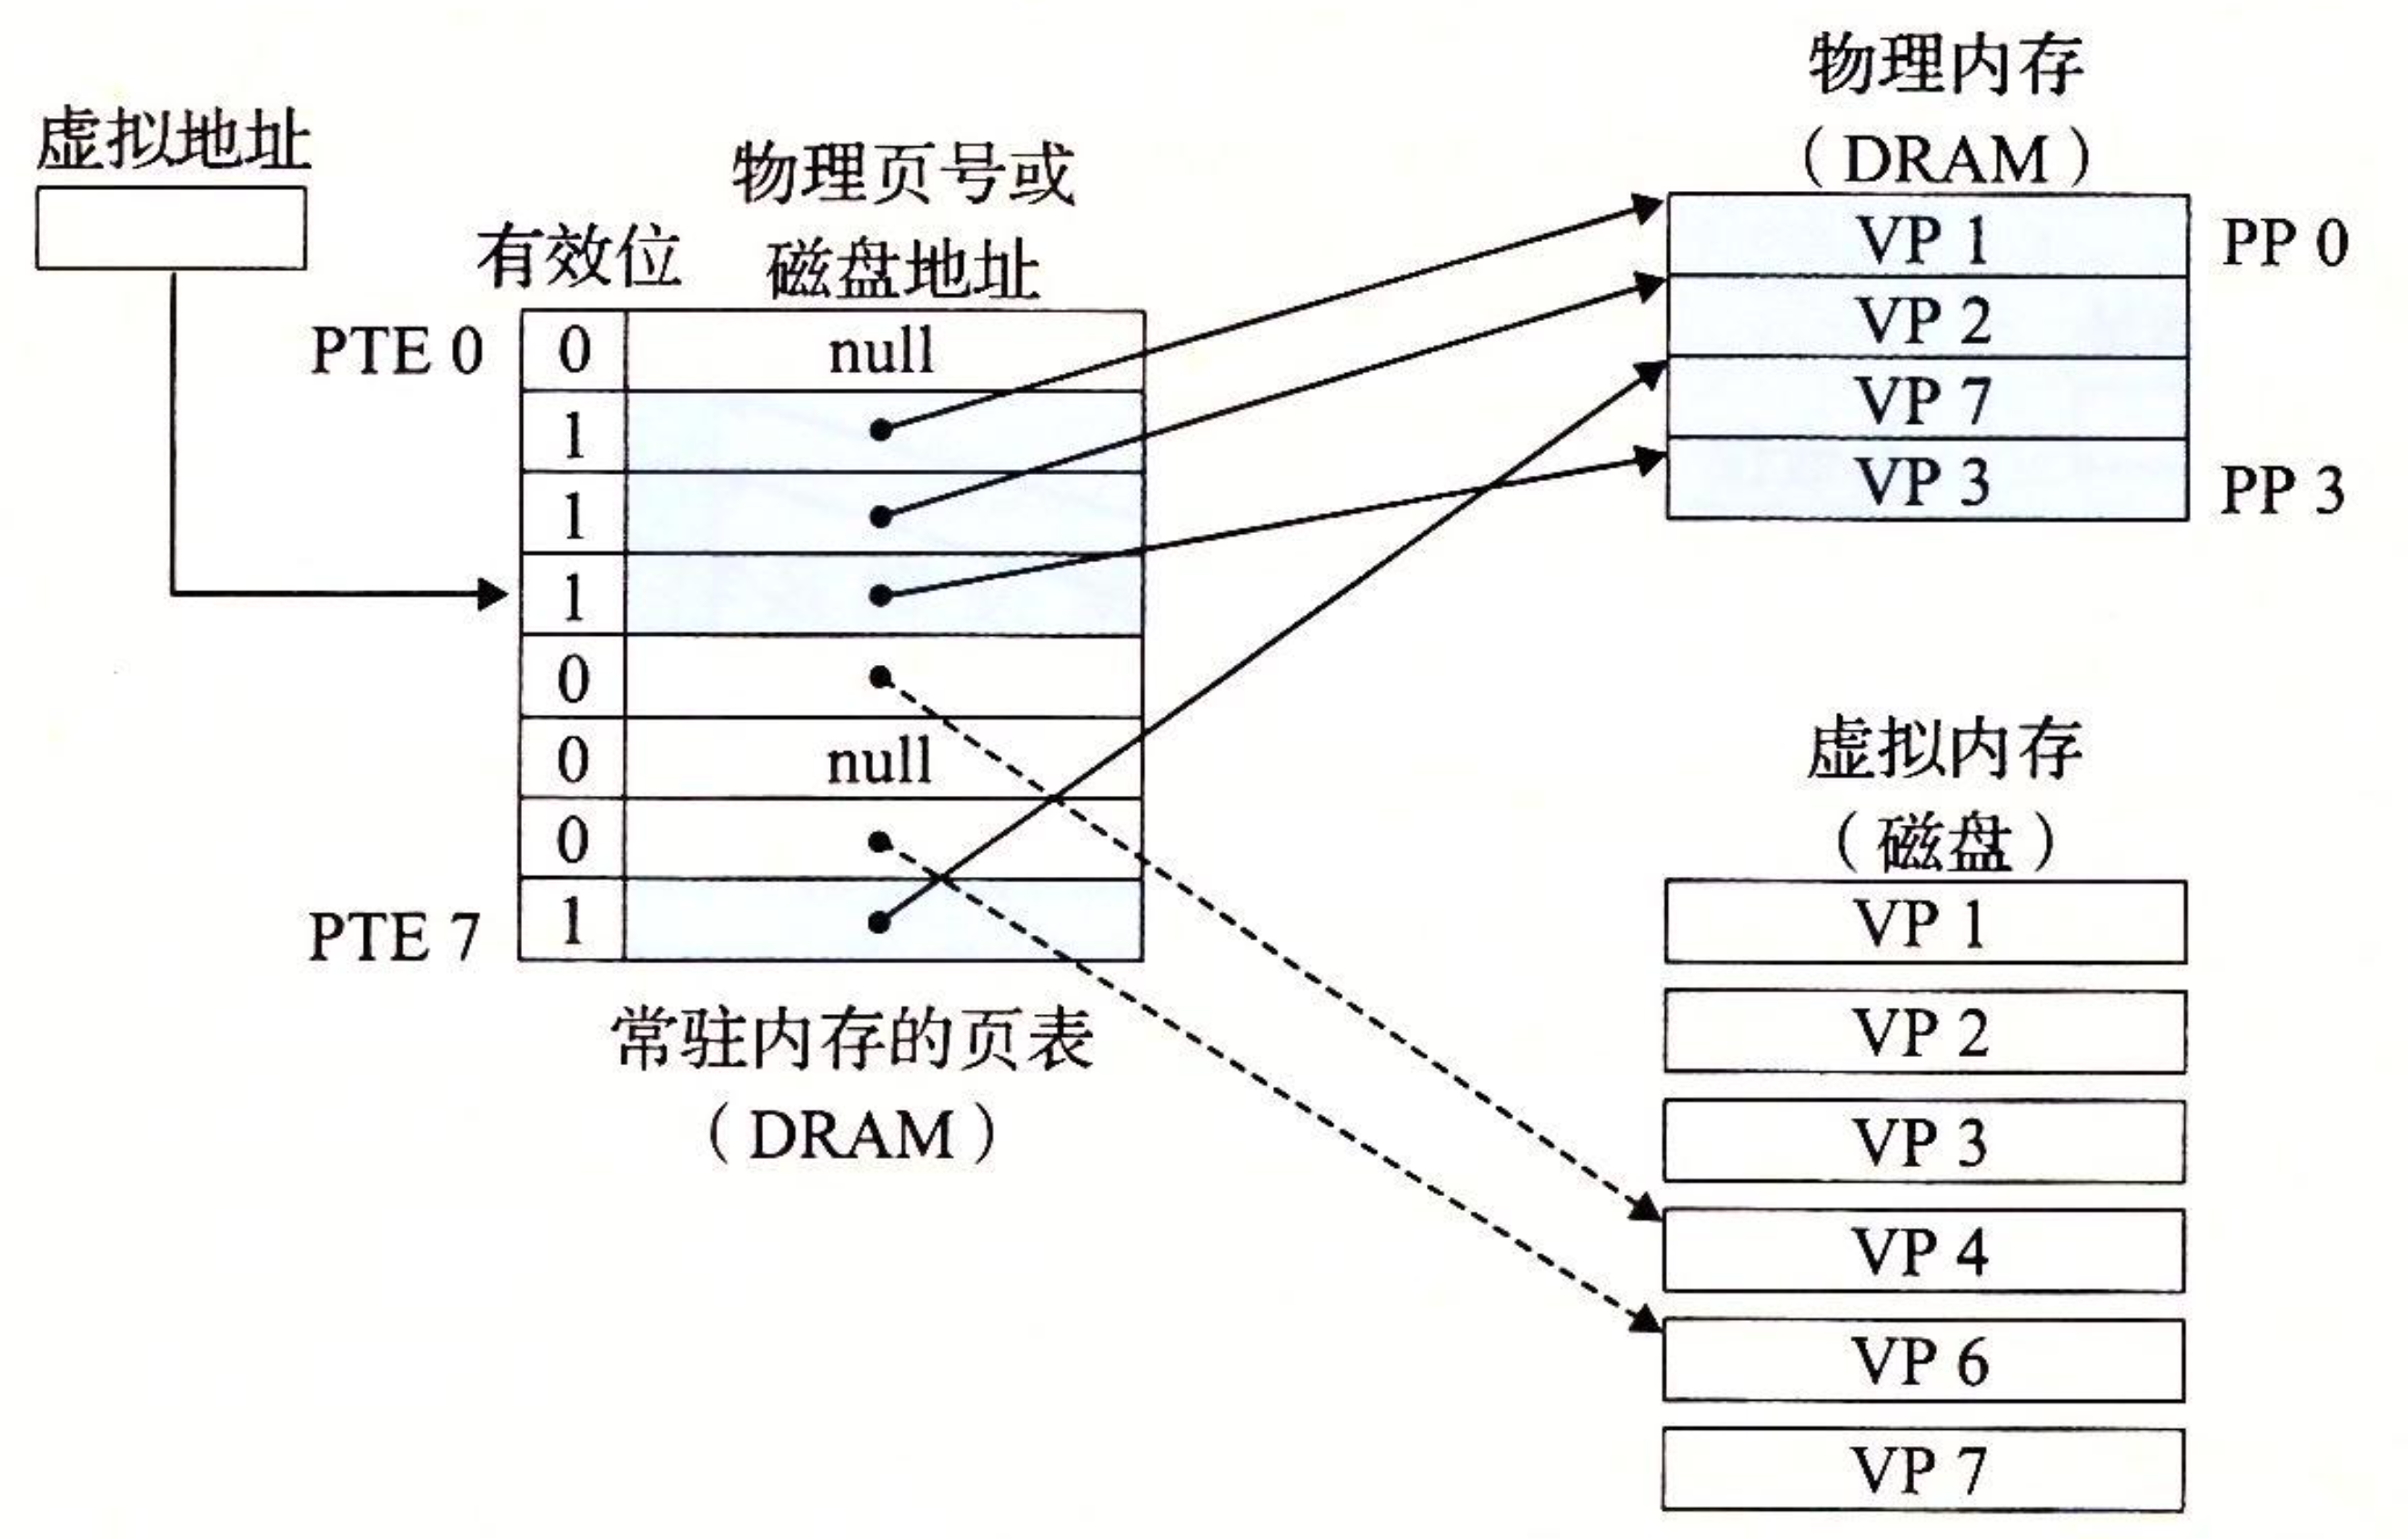 虚拟地址
物理页号或
有效位 磁盘地址
PTE 0 0 null
1
1
1
0
0 null
0
PTE 7 1
常驻内存的页表
（DRAM）
物理内存
（DRAM）
VP 1 PP 0
VP 2
VP 7
VP 3 PP 3
虚拟内存
（磁盘）
VP 1
VP 2
VP 3
VP 4
VP 6
VP 7